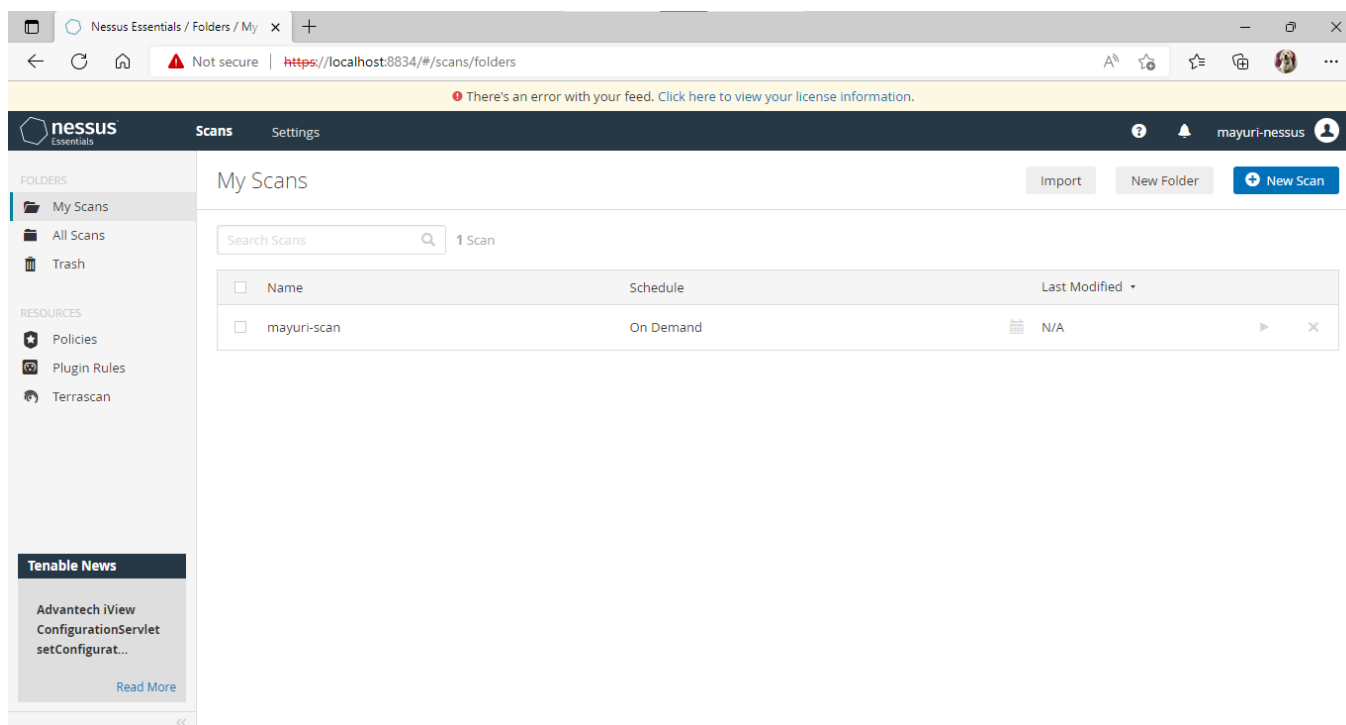 Nessus Essentials / Folders / My
Not secure | https://localhost:8834/#/scans/folders
There's an error with your feed. Click here to view your license information.
nessus
Essentials
Scans Settings
mayuri-nessus
FOLDERS
My Scans
All Scans
Trash
RESOURCES
Policies
Plugin Rules
Terrascan
Tenable News
Advantech iView
ConfigurationServlet
setConfigurat...
Read More
My Scans
Import New Folder New Scan
Search Scans 1 Scan
Name Schedule Last Modified
mayuri-scan On Demand N/A